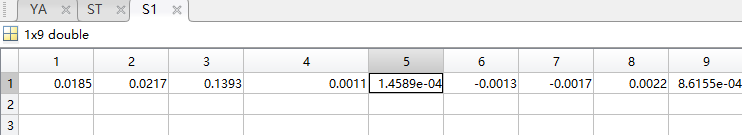 YA ST S1
1x9 double
1 2 3 4 5 6 7 8 9
1 0.0185 0.0217 0.1393 0.0011 1.4589e-04 -0.0013 -0.0017 0.0022 8.6155e-04
2
3